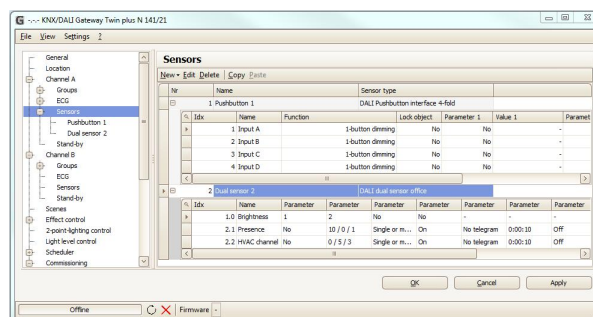 -.-.- KNX/DALI Gateway Twin plus N 141/21
File View Settings ?
General
Location
Channel A
Groups
ECG
Sensors
Pushbutton 1
Dual sensor 2
Stand-by
Channel B
Groups
ECG
Sensors
Stand-by
Scenes
Effect control
2-point-lighting control
Light level control
Scheduler
Commissioning
Sensors
New Edit Delete Copy Paste
Nr Name Sensor type
1 Pushbutton 1 DALI Pushbutton interface 4-fold
Idx Name Function Lock object Parameter 1 Value 1 Paramet
1 Input A 1-button dimming No No -
2 Input B 1-button dimming No No -
3 Input C 1-button dimming No No -
4 Input D 1-button dimming No No -
2 Dual sensor 2 DALI dual sensor office
Idx Name Parameter Parameter Parameter Parameter Parameter Parameter Parameter
1.0 Brightness 1 2 No No - - -
2.1 Presence No 10 / 0 / 1 Single or m... On No telegram 0:00:10 Off
2.2 HVAC channel No 0 / 5 / 3 Single or m... On No telegram 0:00:10 Off
OK Cancel Apply
Offline Firmware -